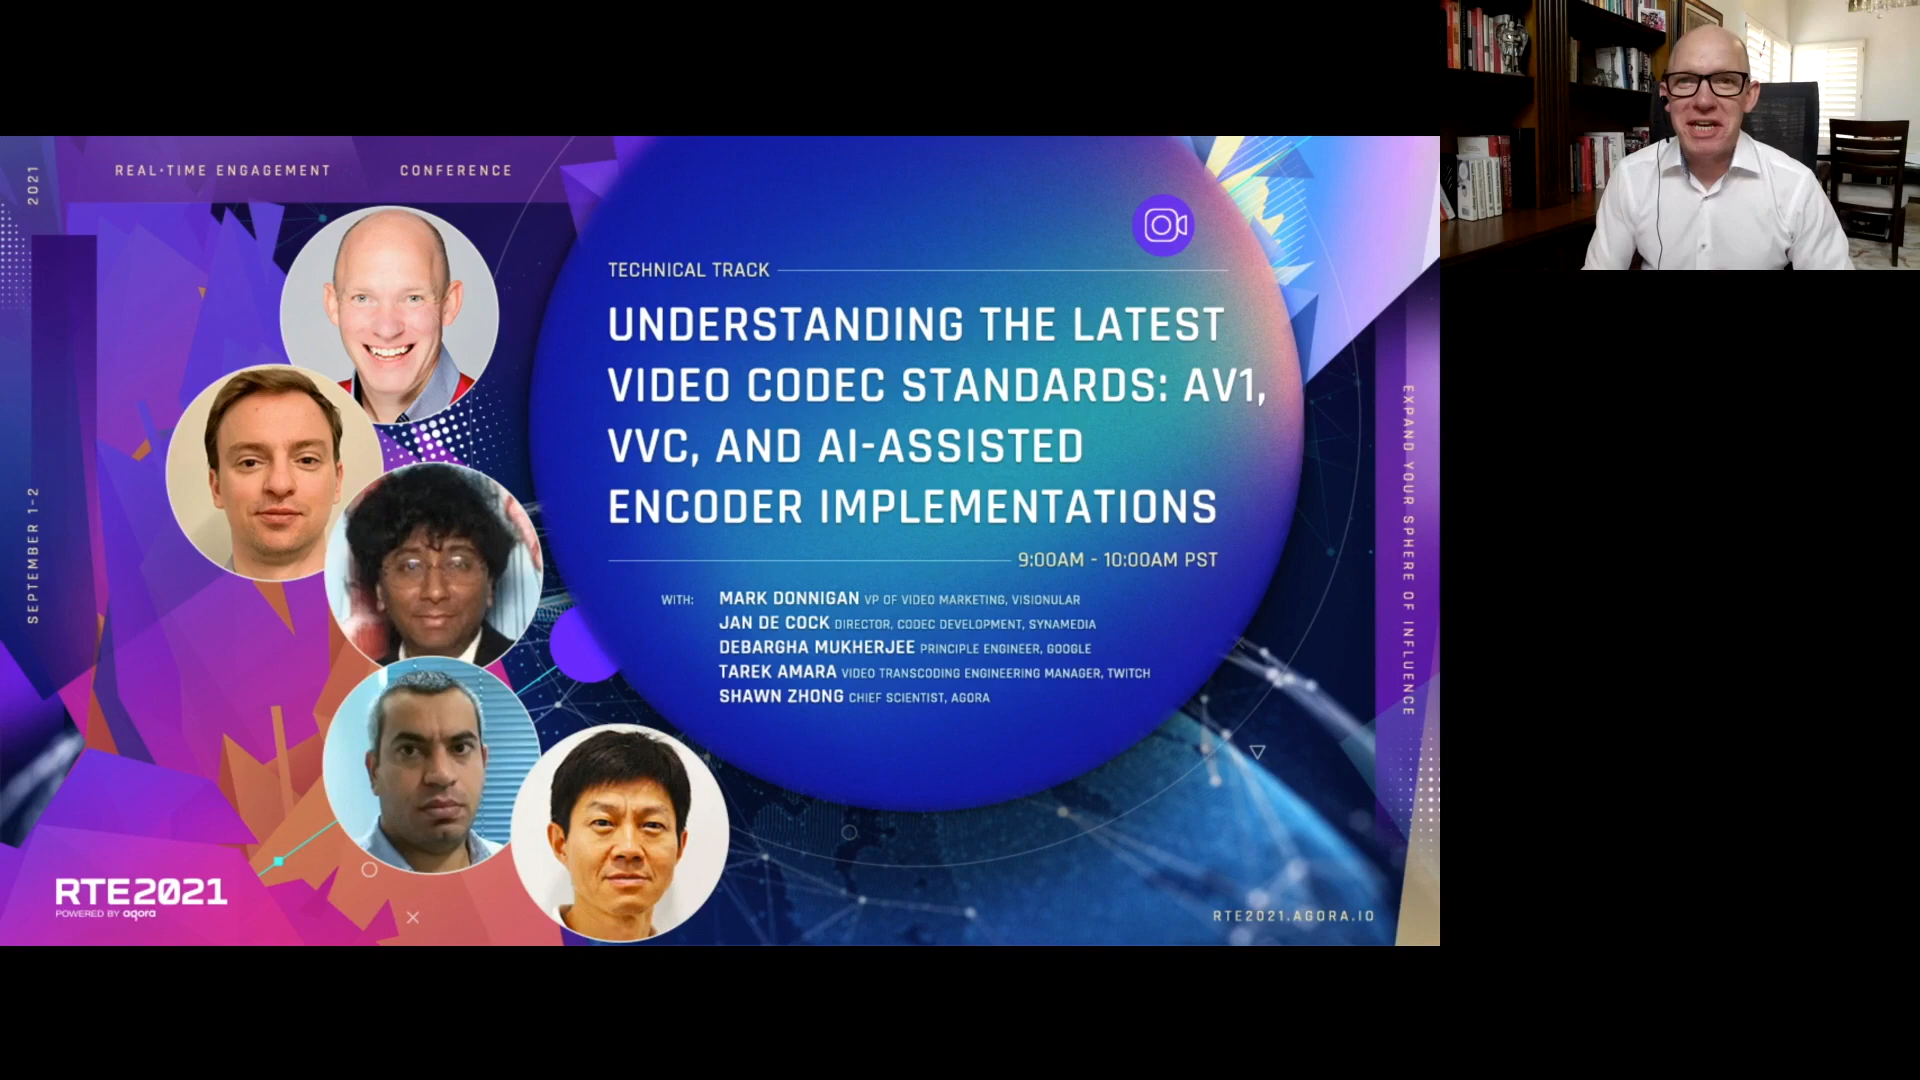 2021
REAL•TIME ENGAGEMENT CONFERENCE
SEPTEMBER 1-2
TECHNICAL TRACK
UNDERSTANDING THE LATEST
VIDEO CODEC STANDARDS: AV1,
VVC, AND AI-ASSISTED
ENCODER IMPLEMENTATIONS
9:00AM - 10:00AM PST
WITH: MARK DONNIGAN VP OF VIDEO MARKETING, VISIONULAR
JAN DE COCK DIRECTOR, CODEC DEVELOPMENT, SYNAMEDIA
DEBARGHA MUKHERJEE PRINCIPLE ENGINEER, GOOGLE
TAREK AMARA VIDEO TRANSCODING ENGINEERING MANAGER, TWITCH
SHAWN ZHONG CHIEF SCIENTIST, AGORA
EXPAND YOUR SPHERE OF INFLUENCE
RTE2021
POWERED BY agora
RTE2021.AGORA.IO